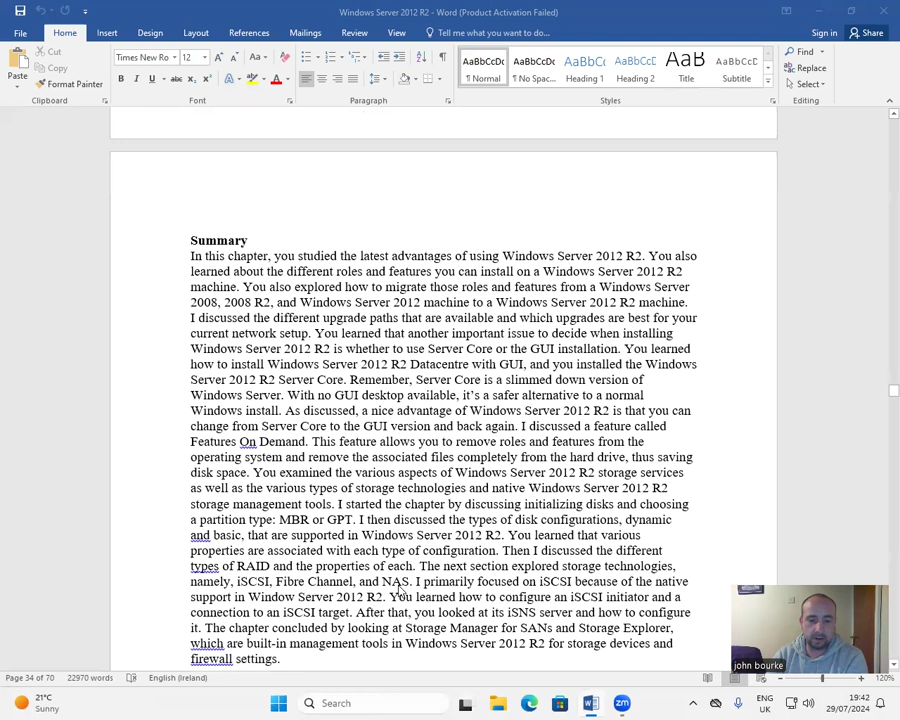 Windows Server 2012 R2 - Word (Product Activation Failed)
File Home Insert Design Layout References Mailings Review View Tell me what you want to do... Sign in Share
Paste Cut
Copy
Format Painter
Times New Ro 12 Aa
B I U abc X₂ X² A A
AaBbCcDc AaBbCcDc AaBbCc AaBbCcD AaB AaBbCcD
¶ Normal ¶ No Spac... Heading 1 Heading 2 Title Subtitle
Find
Replace
Select
Clipboard Font Paragraph Styles Editing
Summary
In this chapter, you studied the latest advantages of using Windows Server 2012 R2. You also
learned about the different roles and features you can install on a Windows Server 2012 R2
machine. You also explored how to migrate those roles and features from a Windows Server
2008, 2008 R2, and Windows Server 2012 machine to a Windows Server 2012 R2 machine.
I discussed the different upgrade paths that are available and which upgrades are best for your
current network setup. You learned that another important issue to decide when installing
Windows Server 2012 R2 is whether to use Server Core or the GUI installation. You learned
how to install Windows Server 2012 R2 Datacentre with GUI, and you installed the Windows
Server 2012 R2 Server Core. Remember, Server Core is a slimmed down version of
Windows Server. With no GUI desktop available, it’s a safer alternative to a normal
Windows install. As discussed, a nice advantage of Windows Server 2012 R2 is that you can
change from Server Core to the GUI version and back again. I discussed a feature called
Features On Demand. This feature allows you to remove roles and features from the
operating system and remove the associated files completely from the hard drive, thus saving
disk space. You examined the various aspects of Windows Server 2012 R2 storage services
as well as the various types of storage technologies and native Windows Server 2012 R2
storage management tools. I started the chapter by discussing initializing disks and choosing
a partition type: MBR or GPT. I then discussed the types of disk configurations, dynamic
and basic, that are supported in Windows Server 2012 R2. You learned that various
properties are associated with each type of configuration. Then I discussed the different
types of RAID and the properties of each. The next section explored storage technologies,
namely, iSCSI, Fibre Channel, and NAS. I primarily focused on iSCSI because of the native
support in Window Server 2012 R2. You learned how to configure an iSCSI initiator and a
connection to an iSCSI target. After that, you looked at its iSNS server and how to configure
it. The chapter concluded by looking at Storage Manager for SANs and Storage Explorer,
which are built-in management tools in Windows Server 2012 R2 for storage devices and
firewall settings.
john bourke
Page 34 of 70 22970 words English (Ireland) 120%
21°C
Sunny
Search
ENG
UK
19:42
29/07/2024